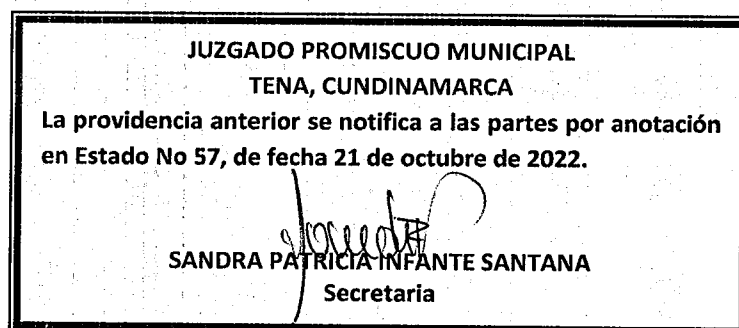 JUZGADO PROMISCUO MUNICIPAL
TENA, CUNDINAMARCA
La providencia anterior se notifica a las partes por anotación
en Estado No 57, de fecha 21 de octubre de 2022.
SANDRA PATRICIA INFANTE SANTANA
Secretaria